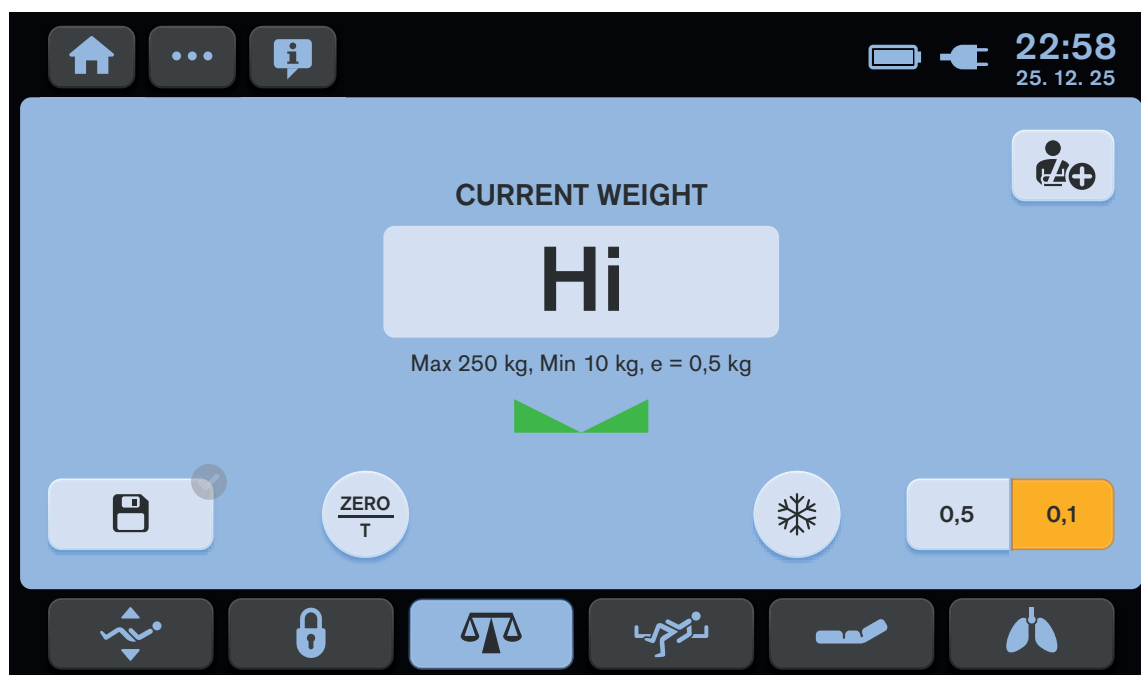 22:58
25. 12. 25
CURRENT WEIGHT
Hi
Max 250 kg, Min 10 kg, e = 0,5 kg
ZERO
T
0,5
0,1